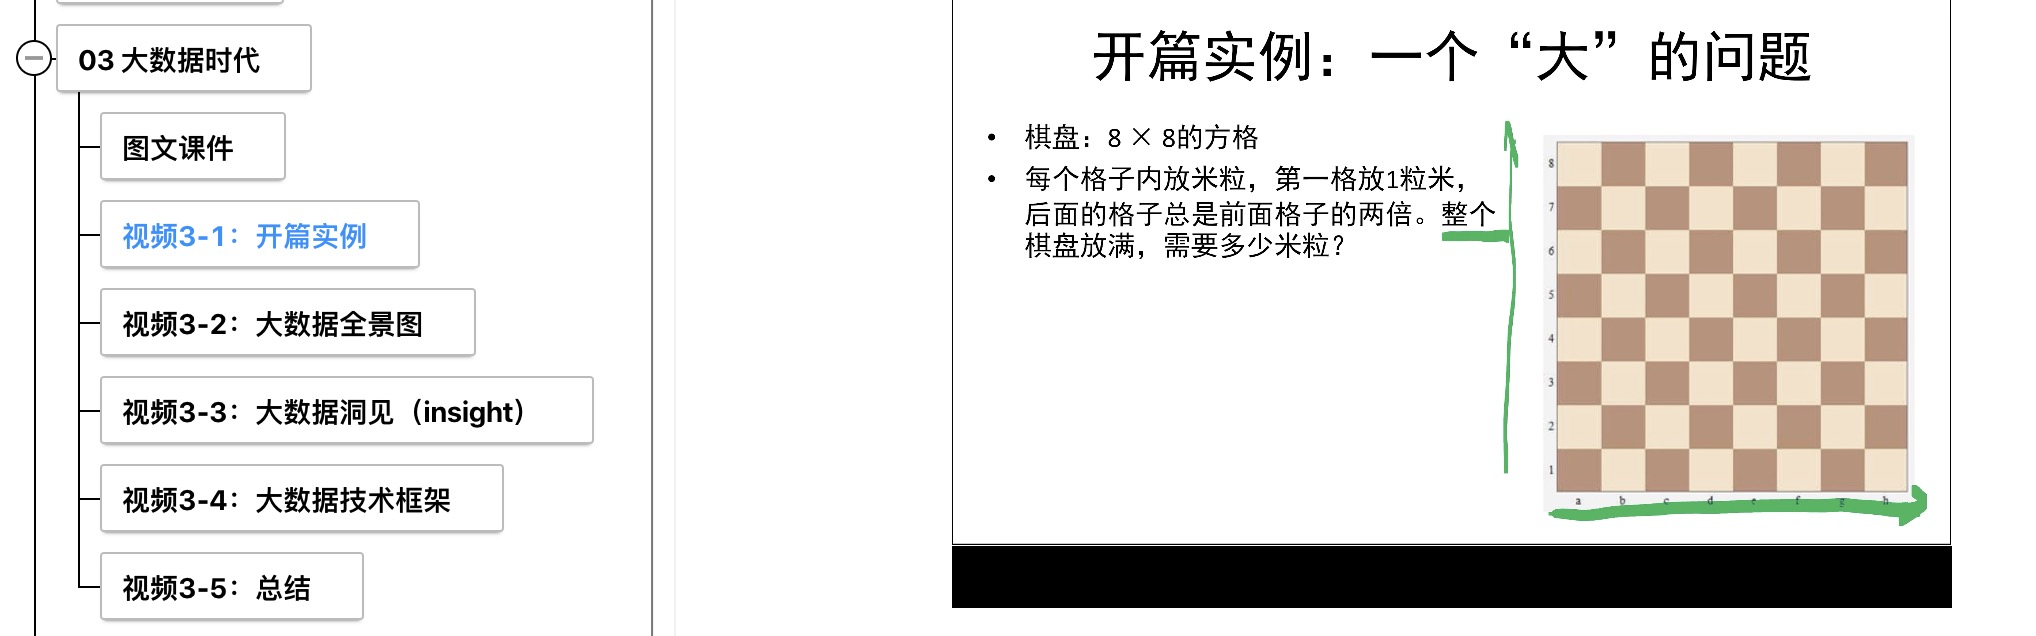 03 大数据时代
图文课件
视频3-1：开篇实例
视频3-2：大数据全景图
视频3-3：大数据洞见（insight）
视频3-4：大数据技术框架
视频3-5：总结
开篇实例：一个“大”的问题
• 棋盘：8 × 8的方格
• 每个格子内放米粒，第一格放1粒米，
后面的格子总是前面格子的两倍。整个
棋盘放满，需要多少米粒？
8
7
6
5
4
3
2
1
a b c d e f g h